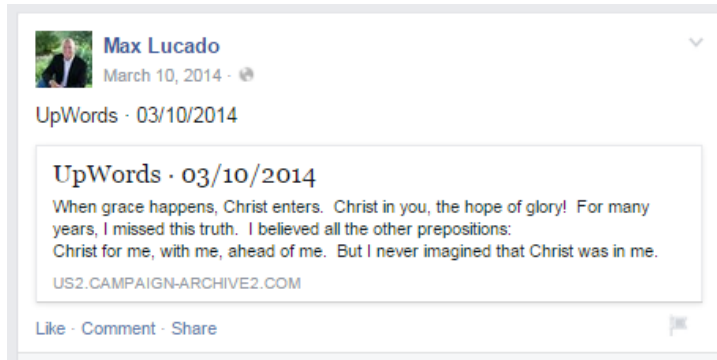 Max Lucado
March 10, 2014 ·
UpWords · 03/10/2014
UpWords · 03/10/2014
When grace happens, Christ enters.  Christ in you, the hope of glory!  For many
years, I missed this truth.  I believed all the other prepositions:
Christ for me, with me, ahead of me.  But I never imagined that Christ was in me.
US2.CAMPAIGN-ARCHIVE2.COM
Like · Comment · Share